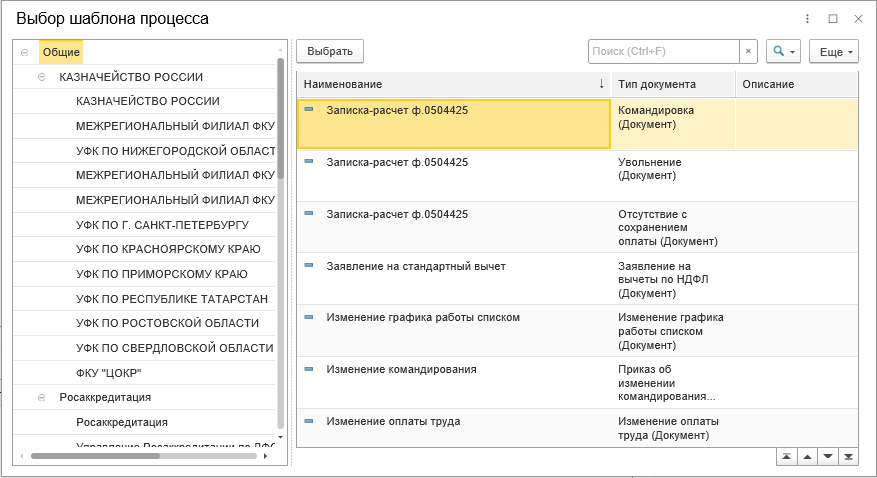 Выбор шаблона процесса
Общие
КАЗНАЧЕЙСТВО РОССИИ
КАЗНАЧЕЙСТВО РОССИИ
МЕЖРЕГИОНАЛЬНЫЙ ФИЛИАЛ ФКУ
УФК ПО НИЖЕГОРОДСКОЙ ОБЛАСТ
МЕЖРЕГИОНАЛЬНЫЙ ФИЛИАЛ ФКУ
МЕЖРЕГИОНАЛЬНЫЙ ФИЛИАЛ ФКУ
УФК ПО Г. САНКТ-ПЕТЕРБУРГУ
УФК ПО КРАСНОЯРСКОМУ КРАЮ
УФК ПО ПРИМОРСКОМУ КРАЮ
УФК ПО РЕСПУБЛИКЕ ТАТАРСТАН
УФК ПО РОСТОВСКОЙ ОБЛАСТИ
УФК ПО СВЕРДЛОВСКОЙ ОБЛАСТИ
ФКУ "ЦОКР"
Росаккредитация
Росаккредитация
Управление Росаккредитации по ДФО
Выбрать
Поиск (Ctrl+F)
×
Еще
Наименование ↓ Тип документа Описание
Записка-расчет ф.0504425 Командировка
(Документ)
Записка-расчет ф.0504425 Увольнение
(Документ)
Записка-расчет ф.0504425 Отсутствие с
сохранением
оплаты (Документ)
Заявление на стандартный вычет Заявление на
вычеты по НДФЛ
(Документ)
Изменение графика работы списком Изменение графика
работы списком
(Документ)
Изменение командирования Приказ об
изменении
командирования...
Изменение оплаты труда Изменение оплаты
труда (Документ)